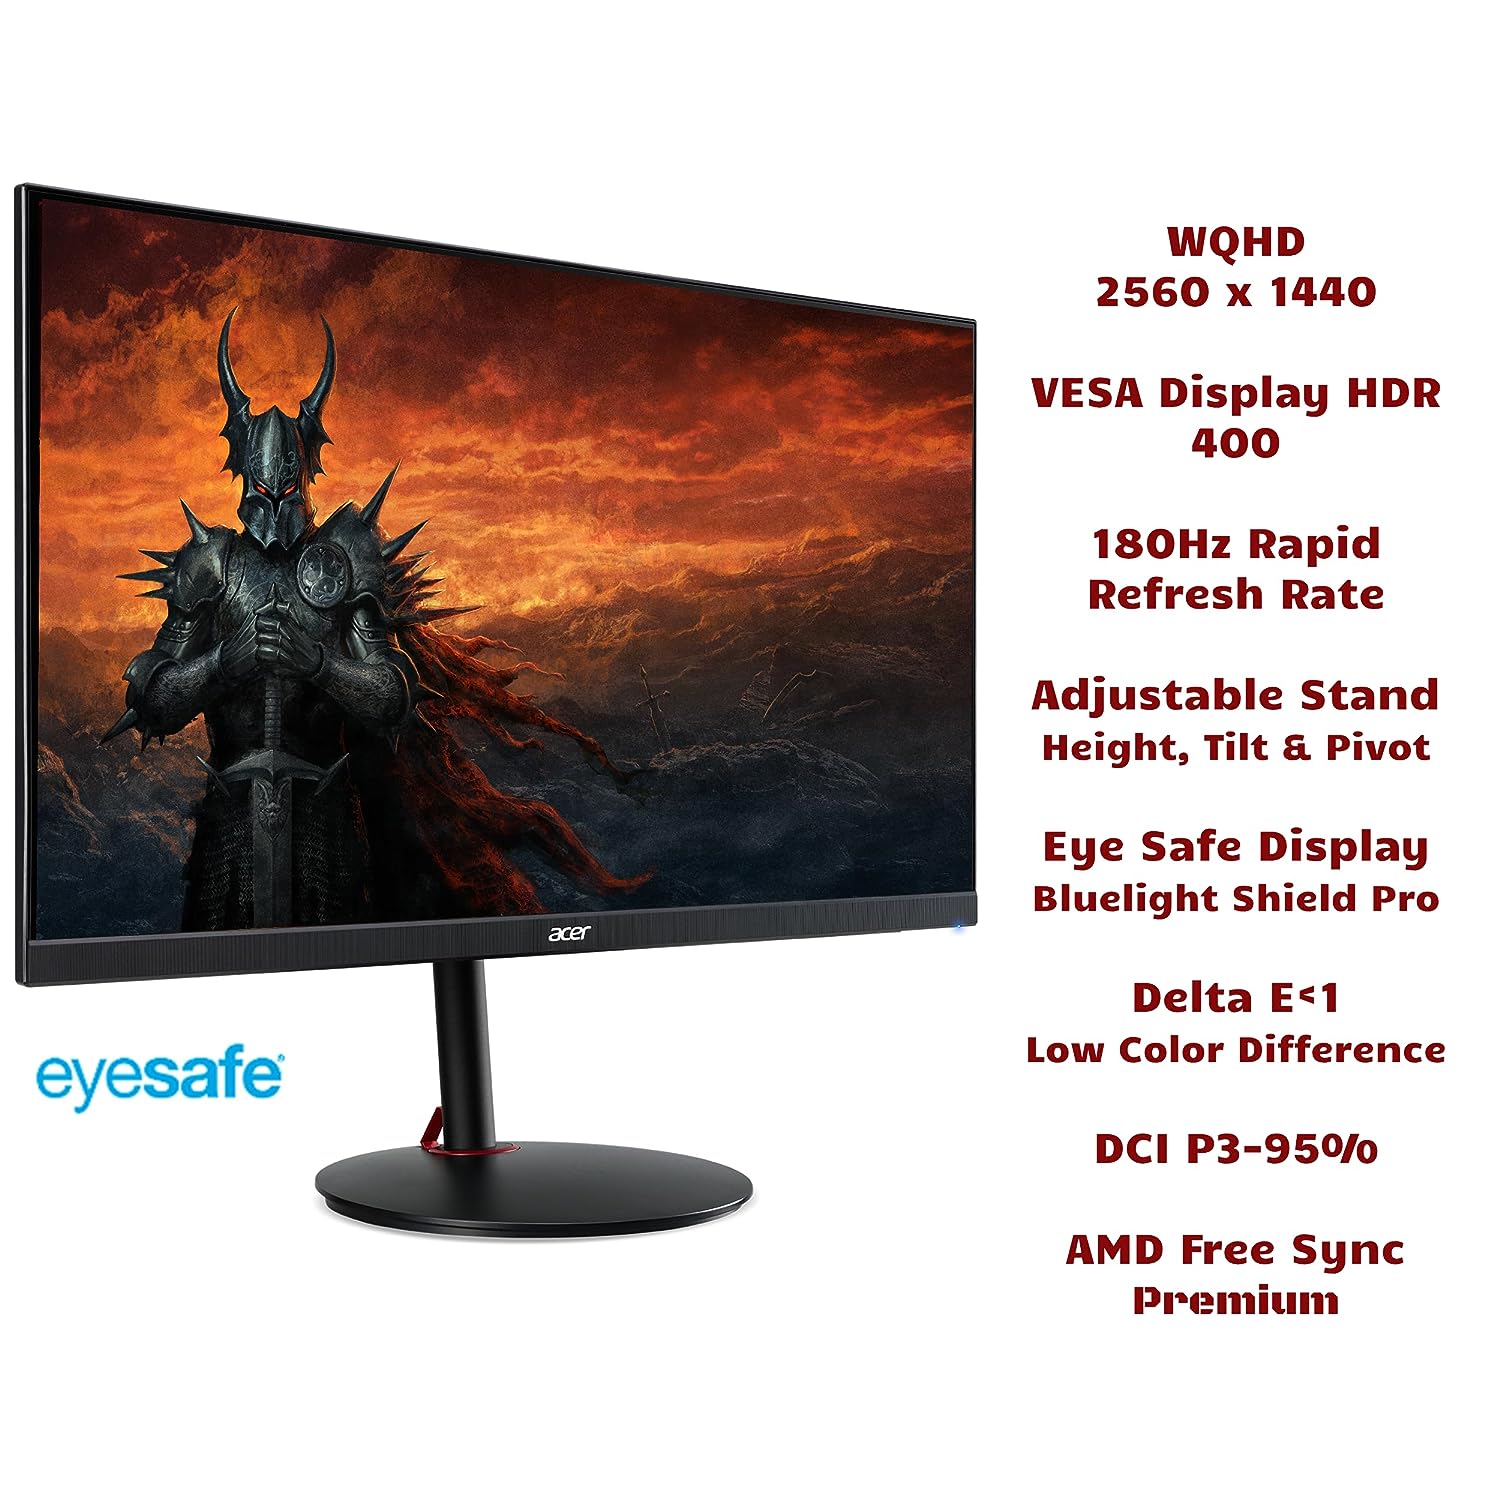 WQHD
2560 x 1440
VESA Display HDR
400
180Hz Rapid
Refresh Rate
Adjustable Stand
Height, Tilt & Pivot
Eye Safe Display
Bluelight Shield Pro
Delta E<1
Low Color Difference
DCI P3-95%
AMD Free Sync
Premium
acer
eyesafe®